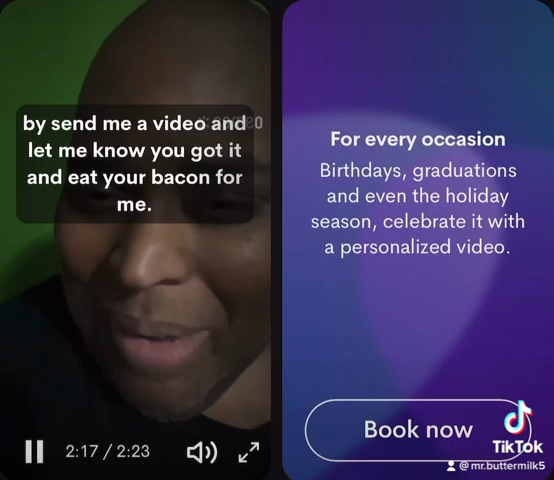 by send me a video and
let me know you got it
and eat your bacon for
me.
2:17 / 2:23
For every occasion
Birthdays, graduations
and even the holiday
season, celebrate it with
a personalized video.
Book now
TikTok
@mr.buttermilk5